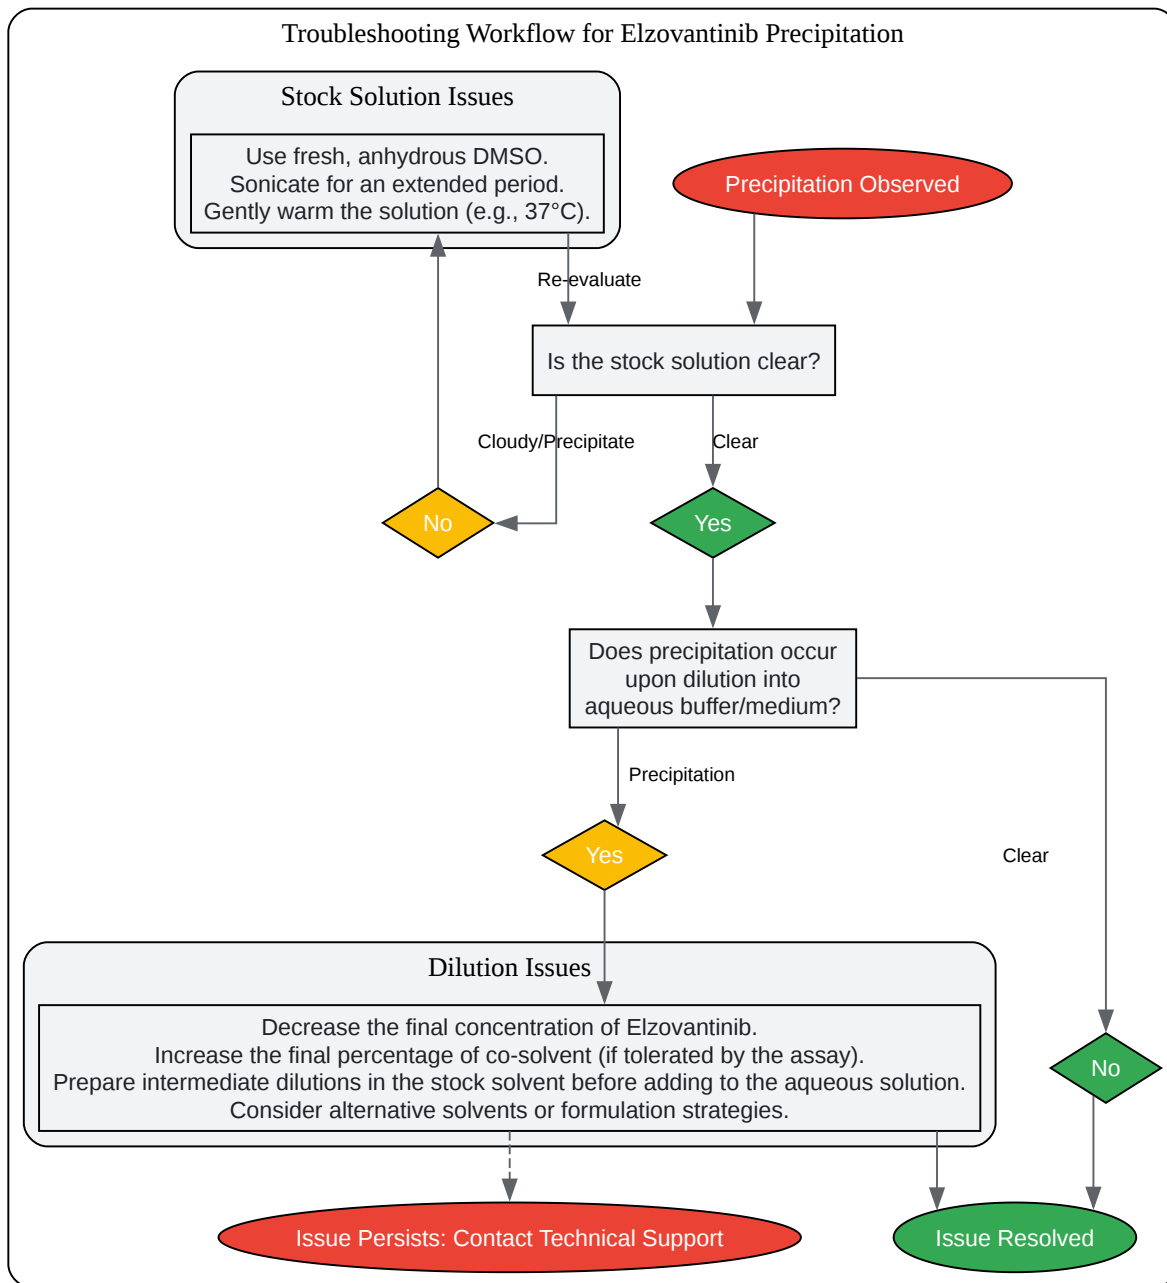 Troubleshooting Workflow for Elzovantinib Precipitation
Stock Solution Issues
Use fresh, anhydrous DMSO.
Sonicate for an extended period.
Gently warm the solution (e.g., 37°C).
Precipitation Observed
Re-evaluate
Is the stock solution clear?
Cloudy/Precipitate
Clear
No
Yes
Does precipitation occur
upon dilution into
aqueous buffer/medium?
Precipitation
Yes
Clear
Dilution Issues
Decrease the final concentration of Elzovantinib.
Increase the final percentage of co-solvent (if tolerated by the assay).
Prepare intermediate dilutions in the stock solvent before adding to the aqueous solution.
Consider alternative solvents or formulation strategies.
No
Issue Persists: Contact Technical Support
Issue Resolved